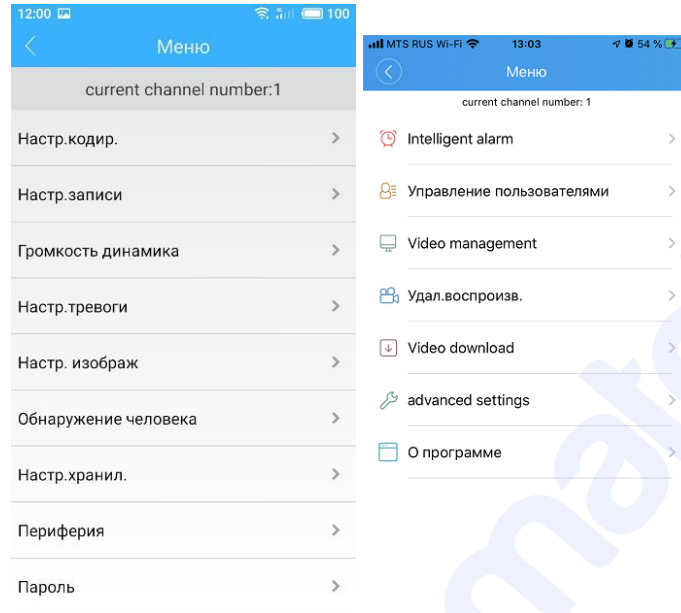 12:00 100
Меню
current channel number:1
Настр.кодир.
Настр.записи
Громкость динамика
Настр.тревоги
Настр. изображ
Обнаружение человека
Настр.хранил.
Периферия
Пароль
MTS RUS Wi-Fi 13:03 54 %
Меню
current channel number: 1
Intelligent alarm
Управление пользователями
Video management
Удал.воспроизв.
Video download
advanced settings
О программе